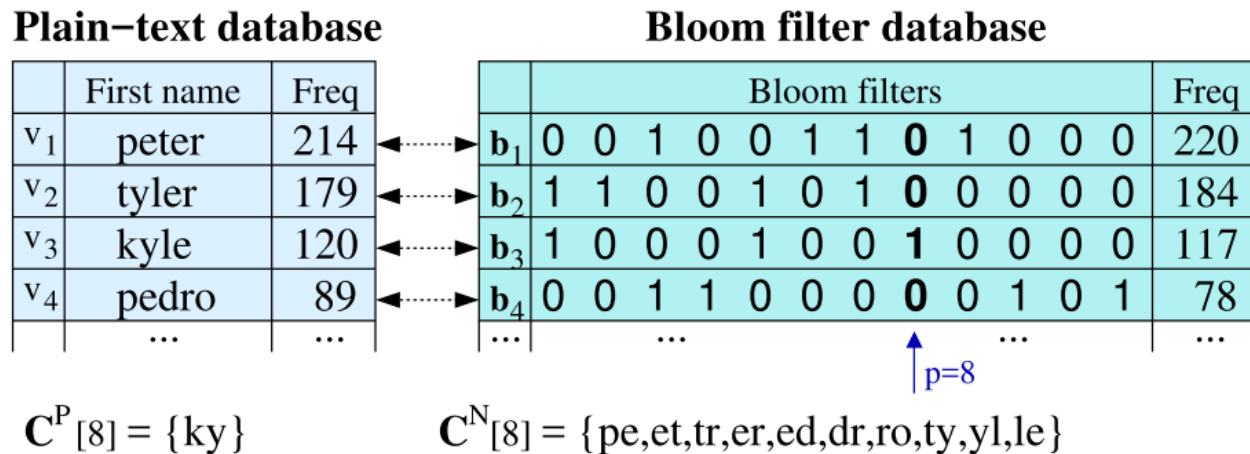 Plain-text database Bloom filter database
First name Freq Bloom filters Freq
v1 peter 214 b1 0 0 1 0 0 1 1 0 1 0 0 0 220
v2 tyler 179 b2 1 1 0 0 1 0 1 0 0 0 0 0 184
v3 kyle 120 b3 1 0 0 0 1 0 0 1 0 0 0 0 117
v4 pedro 89 b4 0 0 1 1 0 0 0 0 0 1 0 1 78
... ... ... ... ... ...
p=8
C^P[8] = {ky} C^N[8] = {pe,et,tr,er,ed,dr,ro,ty,yl,le}